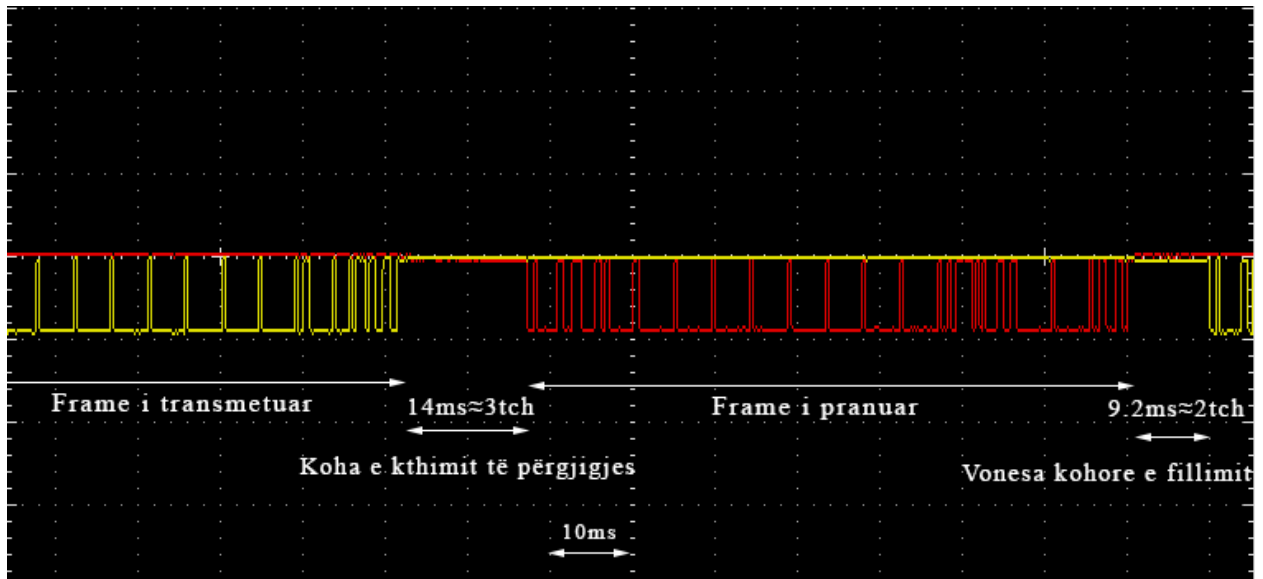 Frame i transmetuar
14ms≈3tch
Frame i pranuar
9.2ms≈2tch
Koha e kthimit të përgjigjes
Vonesa kohore e fillimit
10ms